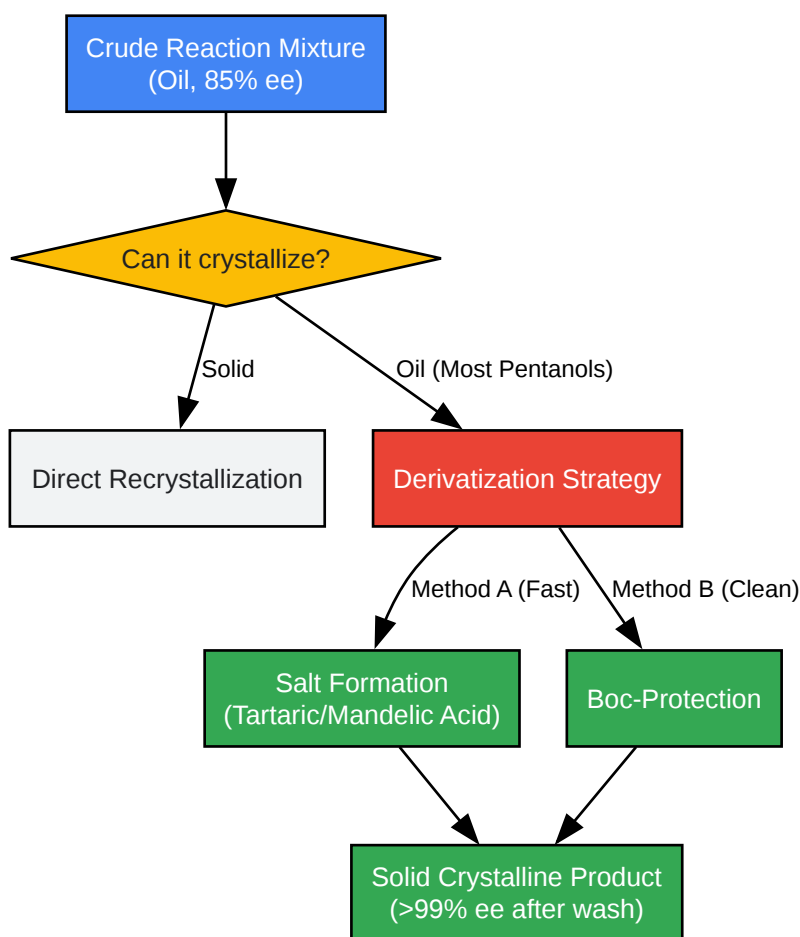 Crude Reaction Mixture
(Oil, 85% ee)
Can it crystallize?
Solid
Oil (Most Pentanols)
Direct Recrystallization
Derivatization Strategy
Method A (Fast)
Method B (Clean)
Salt Formation
(Tartaric/Mandelic Acid)
Boc-Protection
Solid Crystalline Product
(>99% ee after wash)